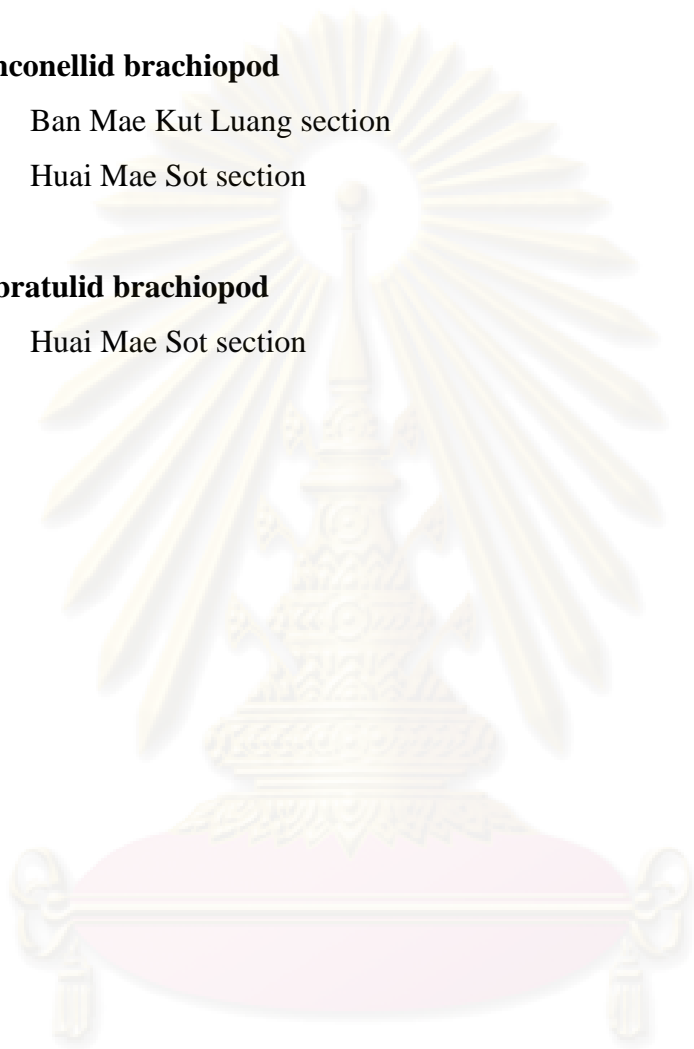 nconellid brachiopod
Ban Mae Kut Luang section
Huai Mae Sot section
bratulid brachiopod
Huai Mae Sot section